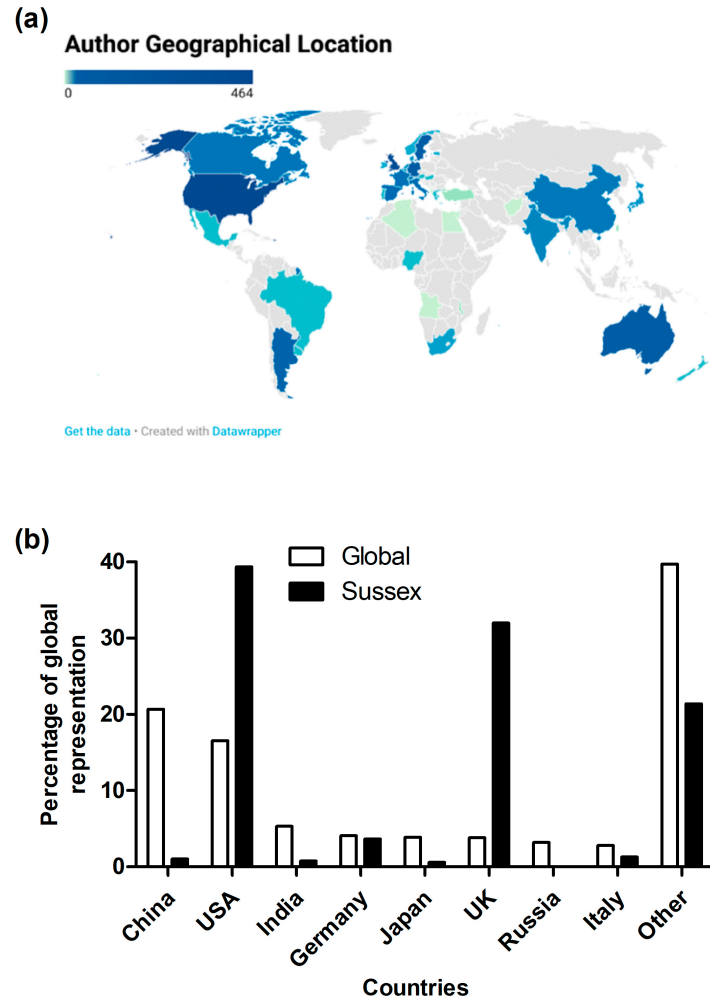 (a)
Author Geographical Location
0 464
Get the data • Created with Datawrapper
(b)
Global
Sussex
Percentage of global
representation
40
30
20
10
0
China USA India Germany Japan UK Russia Italy Other
Countries